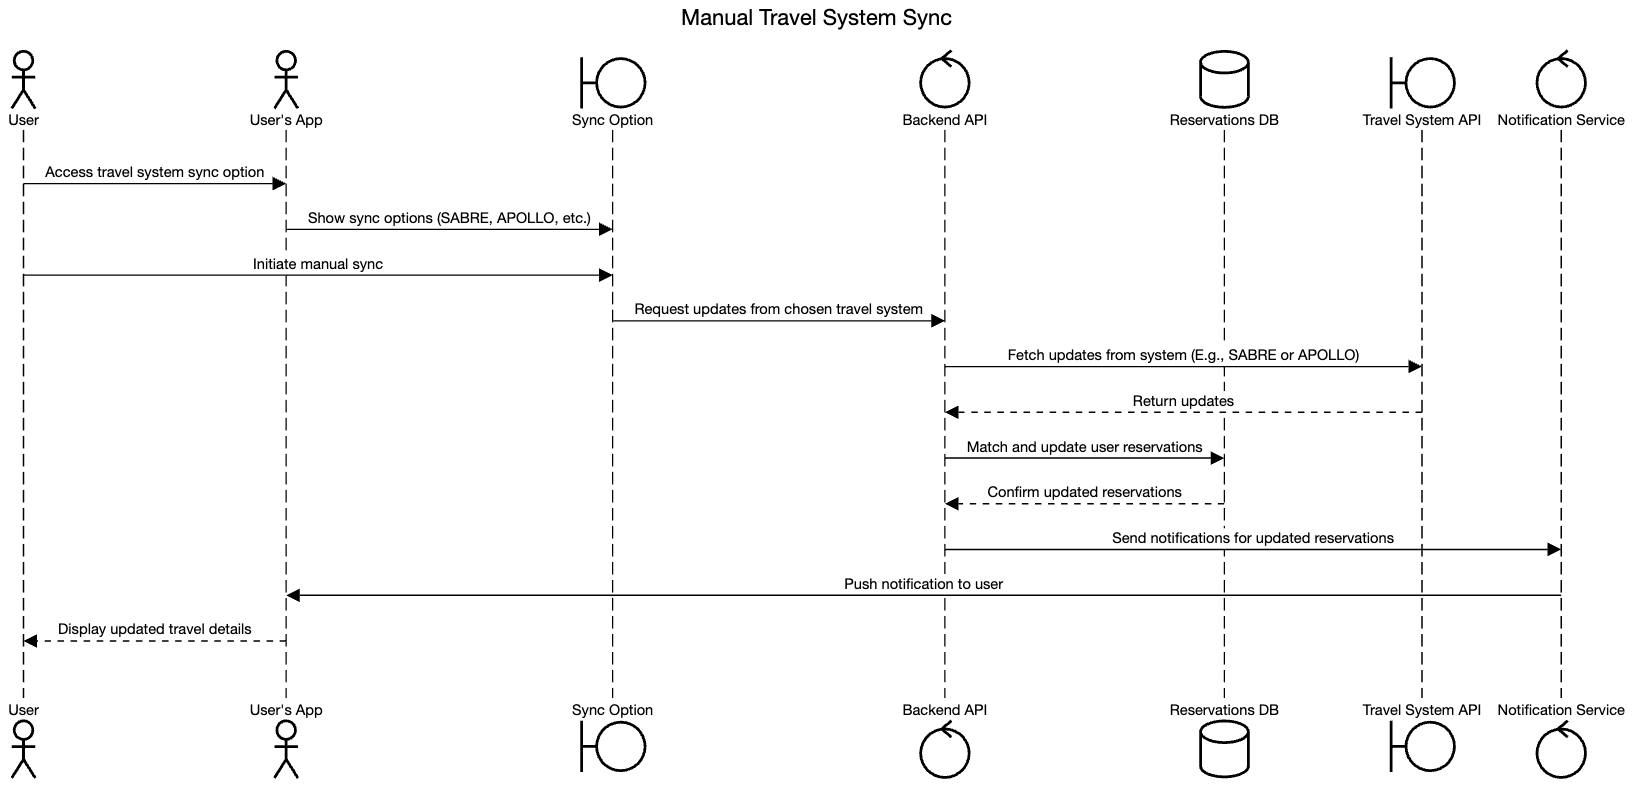 Manual Travel System Sync
User
User's App
Sync Option
Backend API
Reservations DB
Travel System API
Notification Service
Access travel system sync option
Show sync options (SABRE, APOLLO, etc.)
Initiate manual sync
Request updates from chosen travel system
Fetch updates from system (E.g., SABRE or APOLLO)
Return updates
Match and update user reservations
Confirm updated reservations
Send notifications for updated reservations
Push notification to user
Display updated travel details
User
User's App
Sync Option
Backend API
Reservations DB
Travel System API
Notification Service